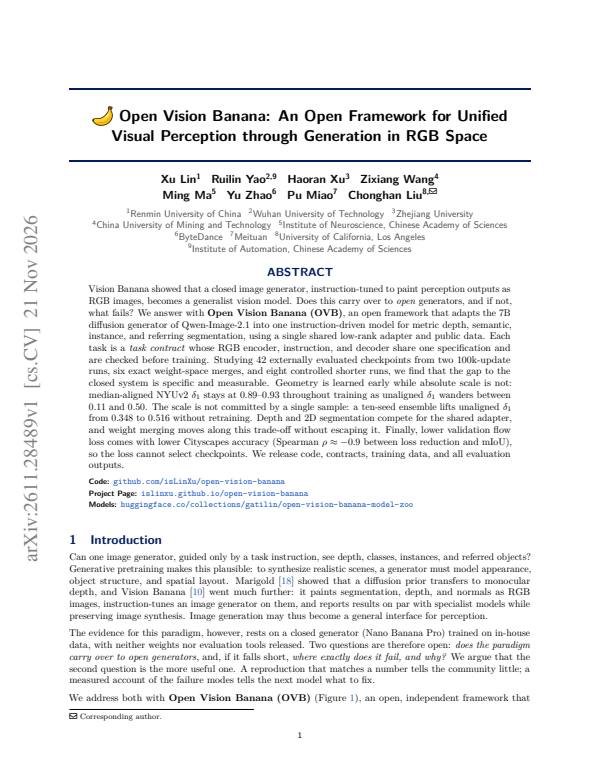 Open Vision Banana: An Open Framework for Unified
Visual Perception through Generation in RGB Space
Xu Lin1 Ruilin Yao2,9 Haoran Xu3 Zixiang Wang4
Ming Ma5 Yu Zhao6 Pu Miao7 Chonghan Liu8,✉
1Renmin University of China 2Wuhan University of Technology 3Zhejiang University
4China University of Mining and Technology 5Institute of Neuroscience, Chinese Academy of Sciences
6ByteDance 7Meituan 8University of California, Los Angeles
9Institute of Automation, Chinese Academy of Sciences
ABSTRACT
Vision Banana showed that a closed image generator, instruction-tuned to paint perception outputs as
RGB images, becomes a generalist vision model. Does this carry over to open generators, and if not,
what fails? We answer with Open Vision Banana (OVB), an open framework that adapts the 7B
diffusion generator of Qwen-Image-2.1 into one instruction-driven model for metric depth, semantic,
instance, and referring segmentation, using a single shared low-rank adapter and public data. Each
task is a task contract whose RGB encoder, instruction, and decoder share one specification and
are checked before training. Studying 42 externally evaluated checkpoints from two 100k-update
runs, six exact weight-space merges, and eight controlled shorter runs, we find that the gap to the
closed system is specific and measurable. Geometry is learned early while absolute scale is not:
median-aligned NYUv2 δ1 stays at 0.89–0.93 throughout training as unaligned δ1 wanders between
0.11 and 0.50. The scale is not committed by a single sample: a ten-seed ensemble lifts unaligned δ1
from 0.348 to 0.516 without retraining. Depth and 2D segmentation compete for the shared adapter,
and weight merging moves along this trade-off without escaping it. Finally, lower validation flow
loss comes with lower Cityscapes accuracy (Spearman ρ ≈ −0.9 between loss reduction and mIoU),
so the loss cannot select checkpoints. We release code, contracts, training data, and all evaluation
outputs.
Code: github.com/isLinXu/open-vision-banana
Project Page: islinxu.github.io/open-vision-banana
Models: huggingface.co/collections/gatilin/open-vision-banana-model-zoo
1 Introduction
Can one image generator, guided only by a task instruction, see depth, classes, instances, and referred objects?
Generative pretraining makes this plausible: to synthesize realistic scenes, a generator must model appearance,
object structure, and spatial layout. Marigold [18] showed that a diffusion prior transfers to monocular
depth, and Vision Banana [10] went much further: it paints segmentation, depth, and normals as RGB
images, instruction-tunes an image generator on them, and reports results on par with specialist models while
preserving image synthesis. Image generation may thus become a general interface for perception.
The evidence for this paradigm, however, rests on a closed generator (Nano Banana Pro) trained on in-house
data, with neither weights nor evaluation tools released. Two questions are therefore open: does the paradigm
carry over to open generators, and, if it falls short, where exactly does it fail, and why? We argue that the
second question is the more useful one. A reproduction that matches a number tells the community little; a
measured account of the failure modes tells the next model what to fix.
We address both with Open Vision Banana (OVB) (Figure 1), an open, independent framework that
✉ Corresponding author.
1
arXiv:2611.28489v1 [cs.CV] 21 Nov 2026